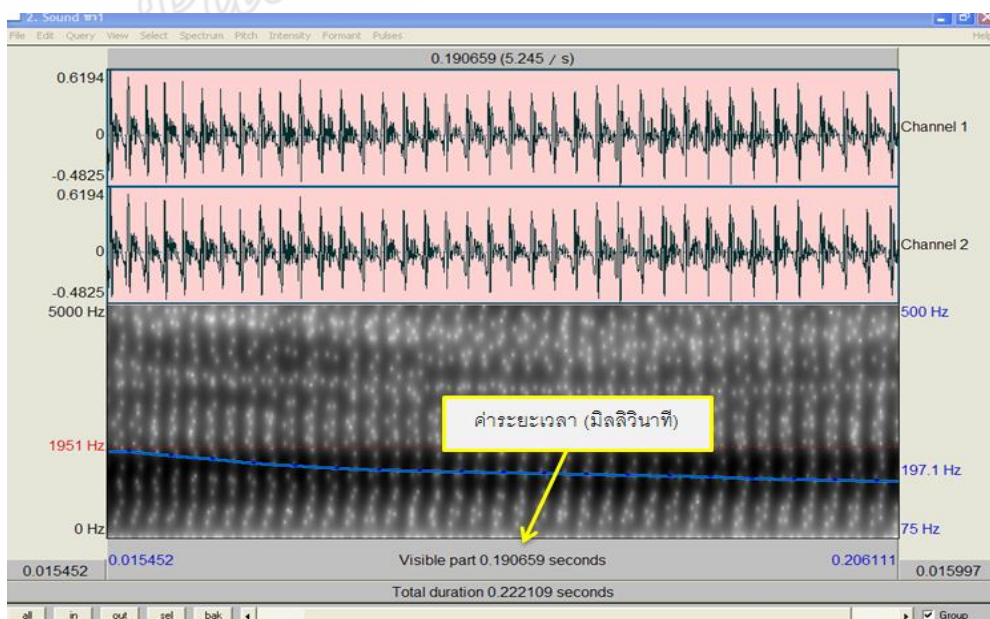 2. Sound ขา1
File Edit Query View Select Spectrum Pitch Intensity Formant Pulses Help
0.190659 (5.245 / s)
0.6194
0
-0.4825
Channel 1
0.6194
0
-0.4825
Channel 2
5000 Hz
500 Hz
ค่าระยะเวลา (มิลลิวินาที)
1951 Hz
197.1 Hz
0 Hz
75 Hz
0.015452
0.015452
Visible part 0.190659 seconds
0.206111
0.015997
Total duration 0.222109 seconds
all in out sel bak Group